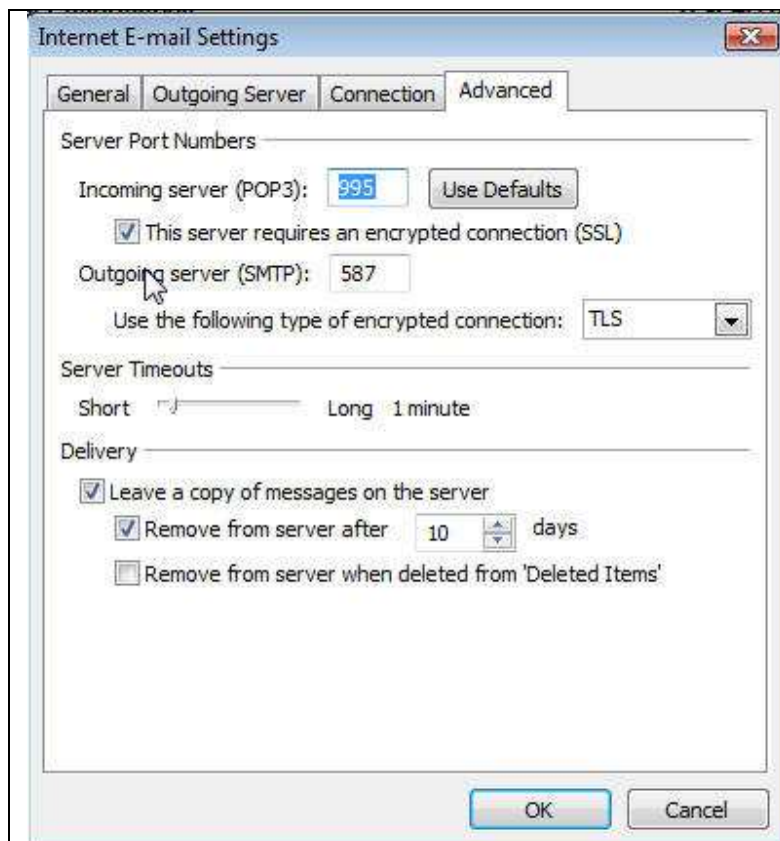 Internet E-mail Settings
General Outgoing Server Connection Advanced
Server Port Numbers
Incoming server (POP3): 995 Use Defaults
This server requires an encrypted connection (SSL)
Outgoing server (SMTP): 587
Use the following type of encrypted connection: TLS
Server Timeouts
Short Long 1 minute
Delivery
Leave a copy of messages on the server
Remove from server after 10 days
Remove from server when deleted from 'Deleted Items'
OK Cancel